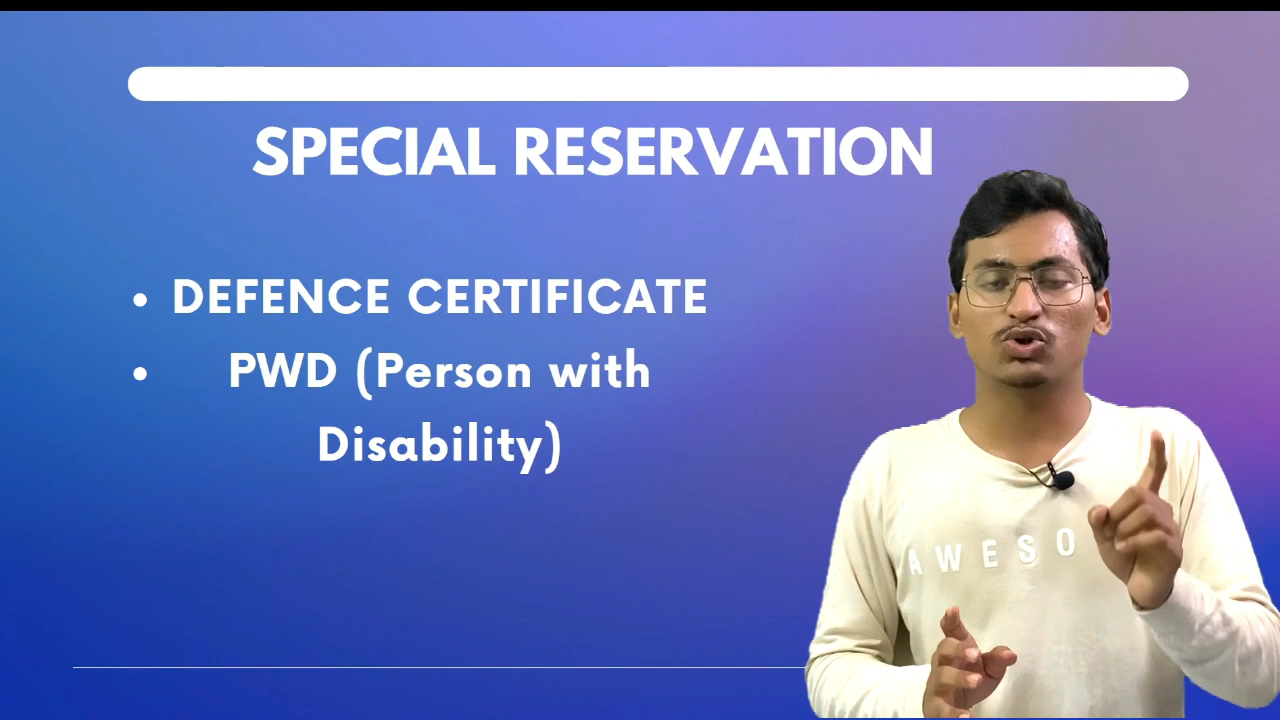 SPECIAL RESERVATION
• DEFENCE CERTIFICATE
• PWD (Person with
Disability)
AWESO